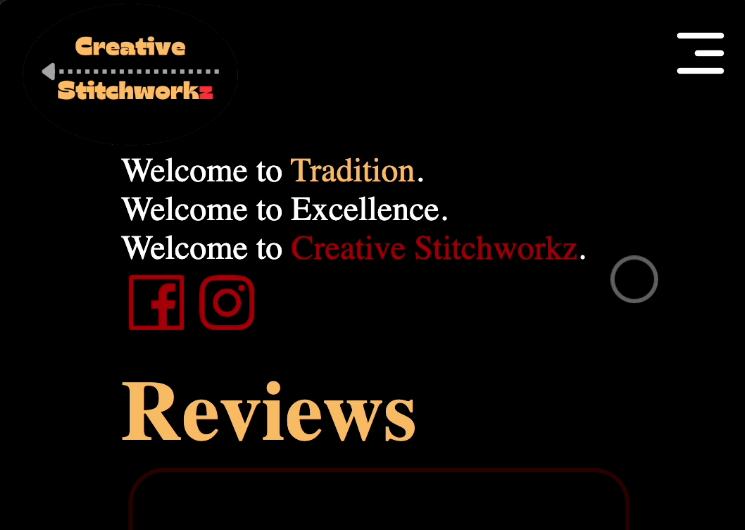 Creative
Stitchworkz
Welcome to Tradition.
Welcome to Excellence.
Welcome to Creative Stitchworkz.
Reviews